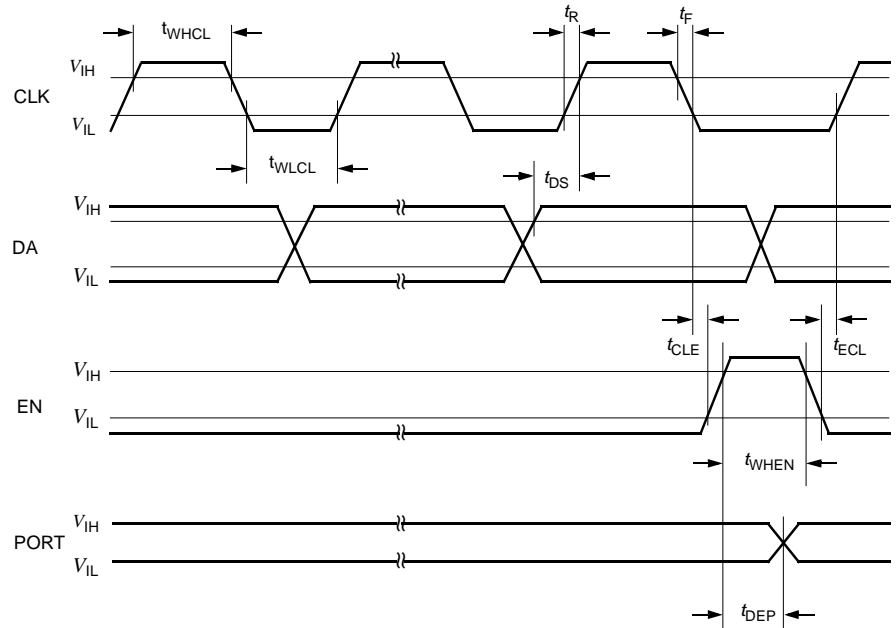 tWHCL
tR
tF
VIH
CLK
VIL
tWLCL
tDS
VIH
DA
VIL
tCLE
tECL
VIH
EN
VIL
tWHEN
VIH
PORT
VIL
tDEP